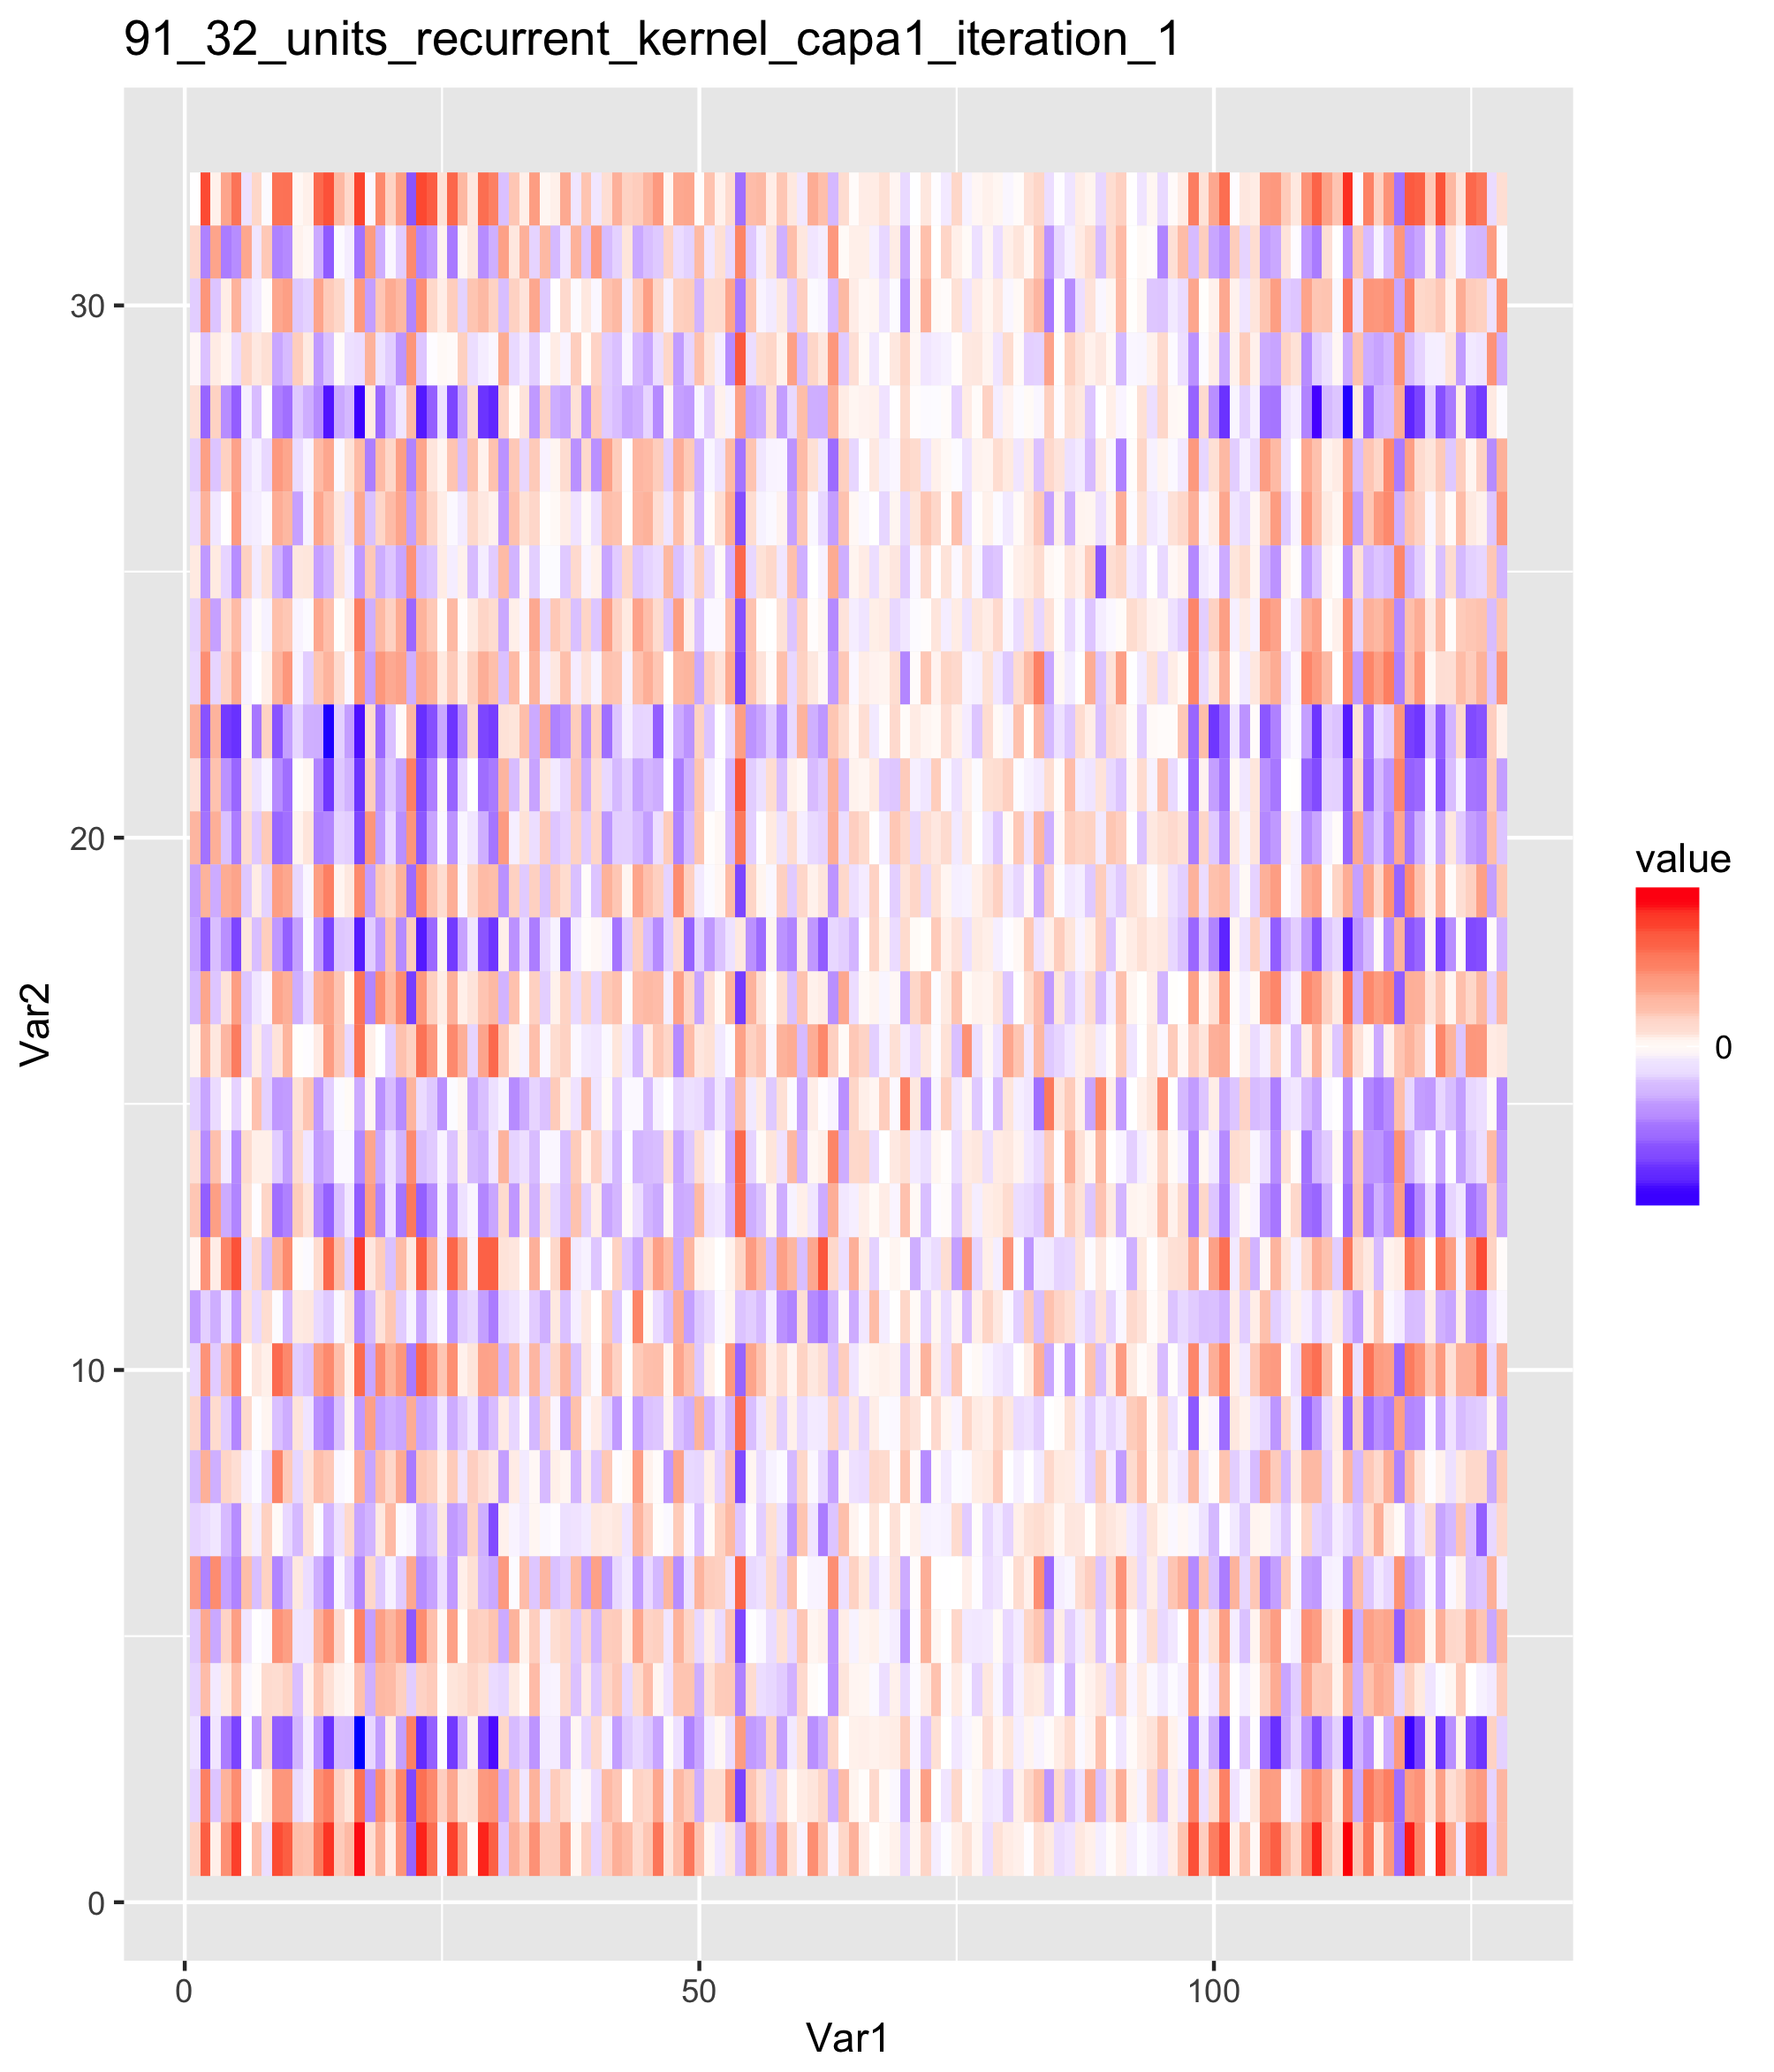 91_32_units_recurrent_kernel_capa1_iteration_1
30
20
10
0
Var2
0
50
100
Var1
value
0